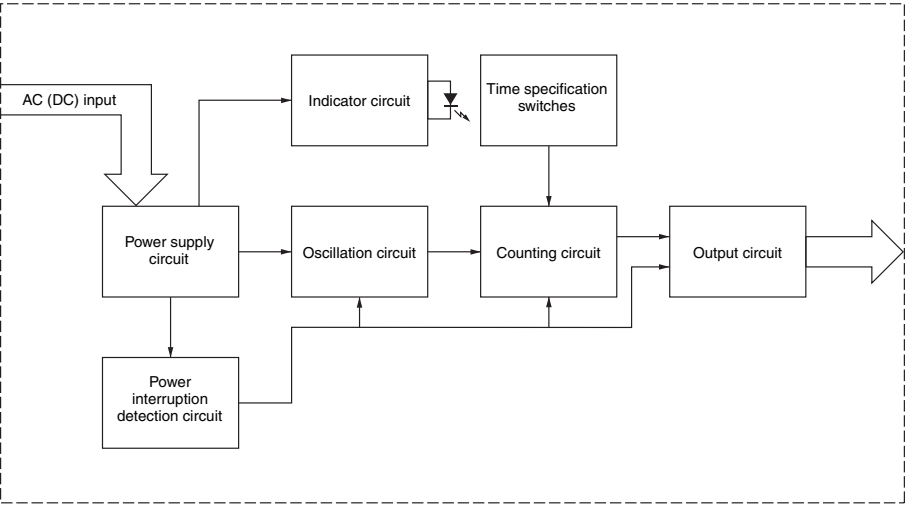 AC (DC) input
Indicator circuit
Time specification
switches
Power supply
circuit
Oscillation circuit
Counting circuit
Output circuit
Power
interruption
detection circuit